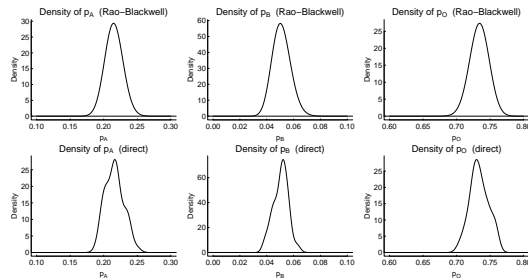 Density of pA (Rao−Blackwell)
Density of pB (Rao−Blackwell)
Density of pO (Rao−Blackwell)
Density
30
25
20
15
10
5
0
0.10 0.15 0.20 0.25 0.30
pA
Density
60
50
40
30
20
10
0
0.00 0.02 0.04 0.06 0.08 0.10
pB
Density
25
20
15
10
5
0
0.60 0.65 0.70 0.75 0.80
pO
Density of pA (direct)
Density of pB (direct)
Density of pO (direct)
Density
25
20
15
10
5
0
0.10 0.15 0.20 0.25 0.30
pA
Density
60
40
20
0
0.00 0.02 0.04 0.06 0.08 0.10
pB
Density
25
20
15
10
5
0
0.60 0.65 0.70 0.75 0.80
pO